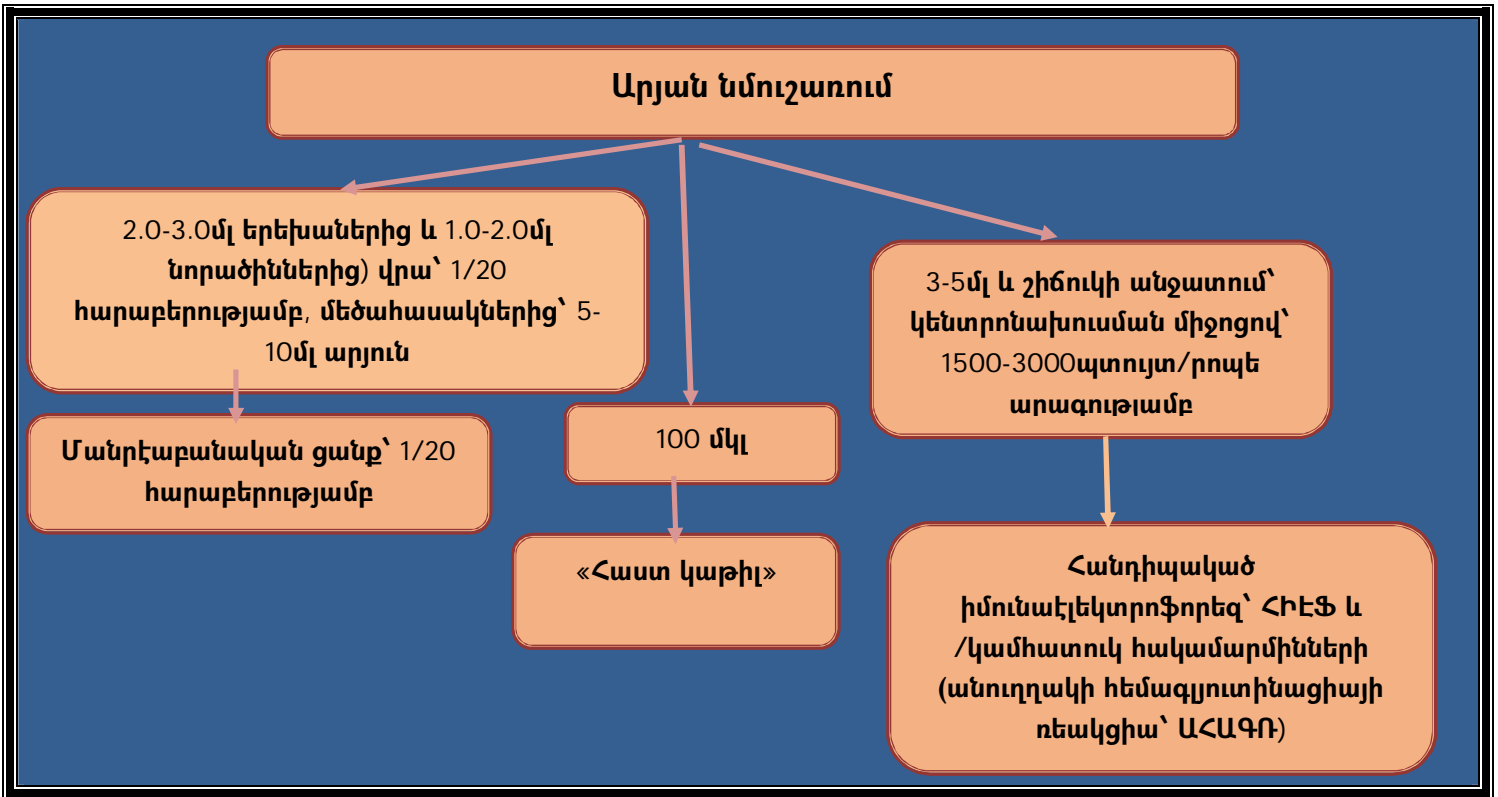 Արյան նմուշառում
2.0-3.0մլ երեխաներից և 1.0-2.0մլ
նորածիններից) վրա՝ 1/20
հարաբերությամբ, մեծահասակներից՝ 5-
10մլ արյուն
Մանրէաբանական ցանք՝ 1/20
հարաբերությամբ
100 մկլ
«Հաստ կաթիլ»
3-5մլ և շիճուկի անջատում՝
կենտրոնախուսման միջոցով՝
1500-3000պտույտ/րոպե
արագությամբ
Հանդիպակած
իմունաէլեկտրոֆորեզ՝ ՀԻԷՖ և
/կամհատուկ հակամարմինների
(անուղղակի հեմագլյուտինացիայի
ռեակցիա՝ ԱՀԱԳՌ)